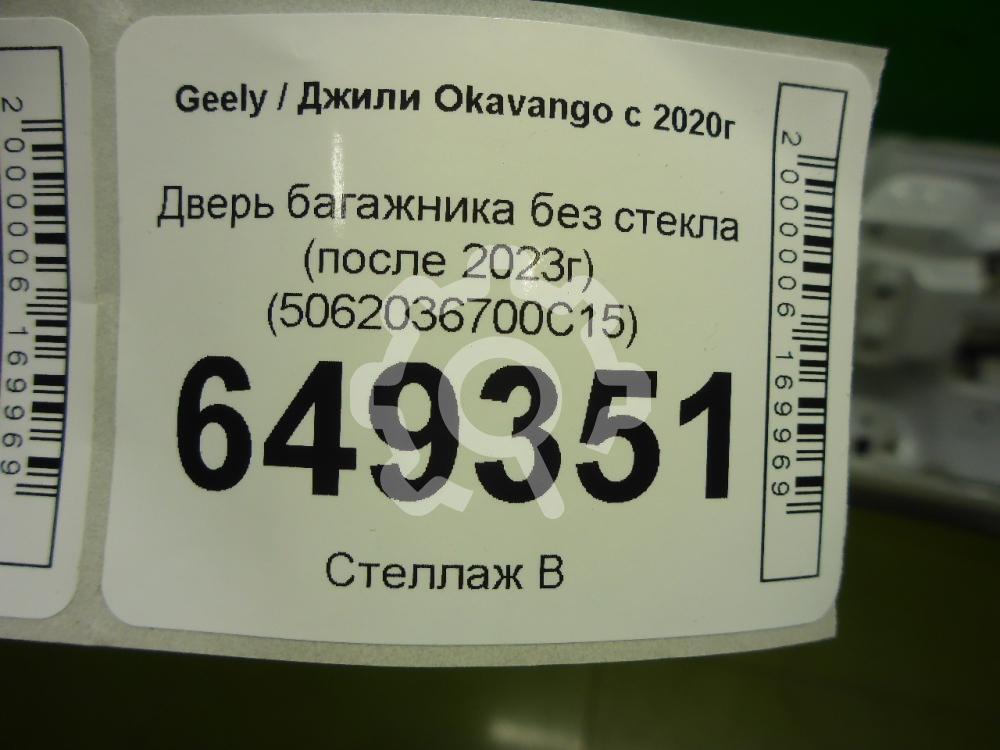 Geely / Джили Okavango с 2020г
Дверь багажника без стекла
(после 2023г)
(5062036700C15)
649351
Стеллаж В
2000006169969
2000006169969